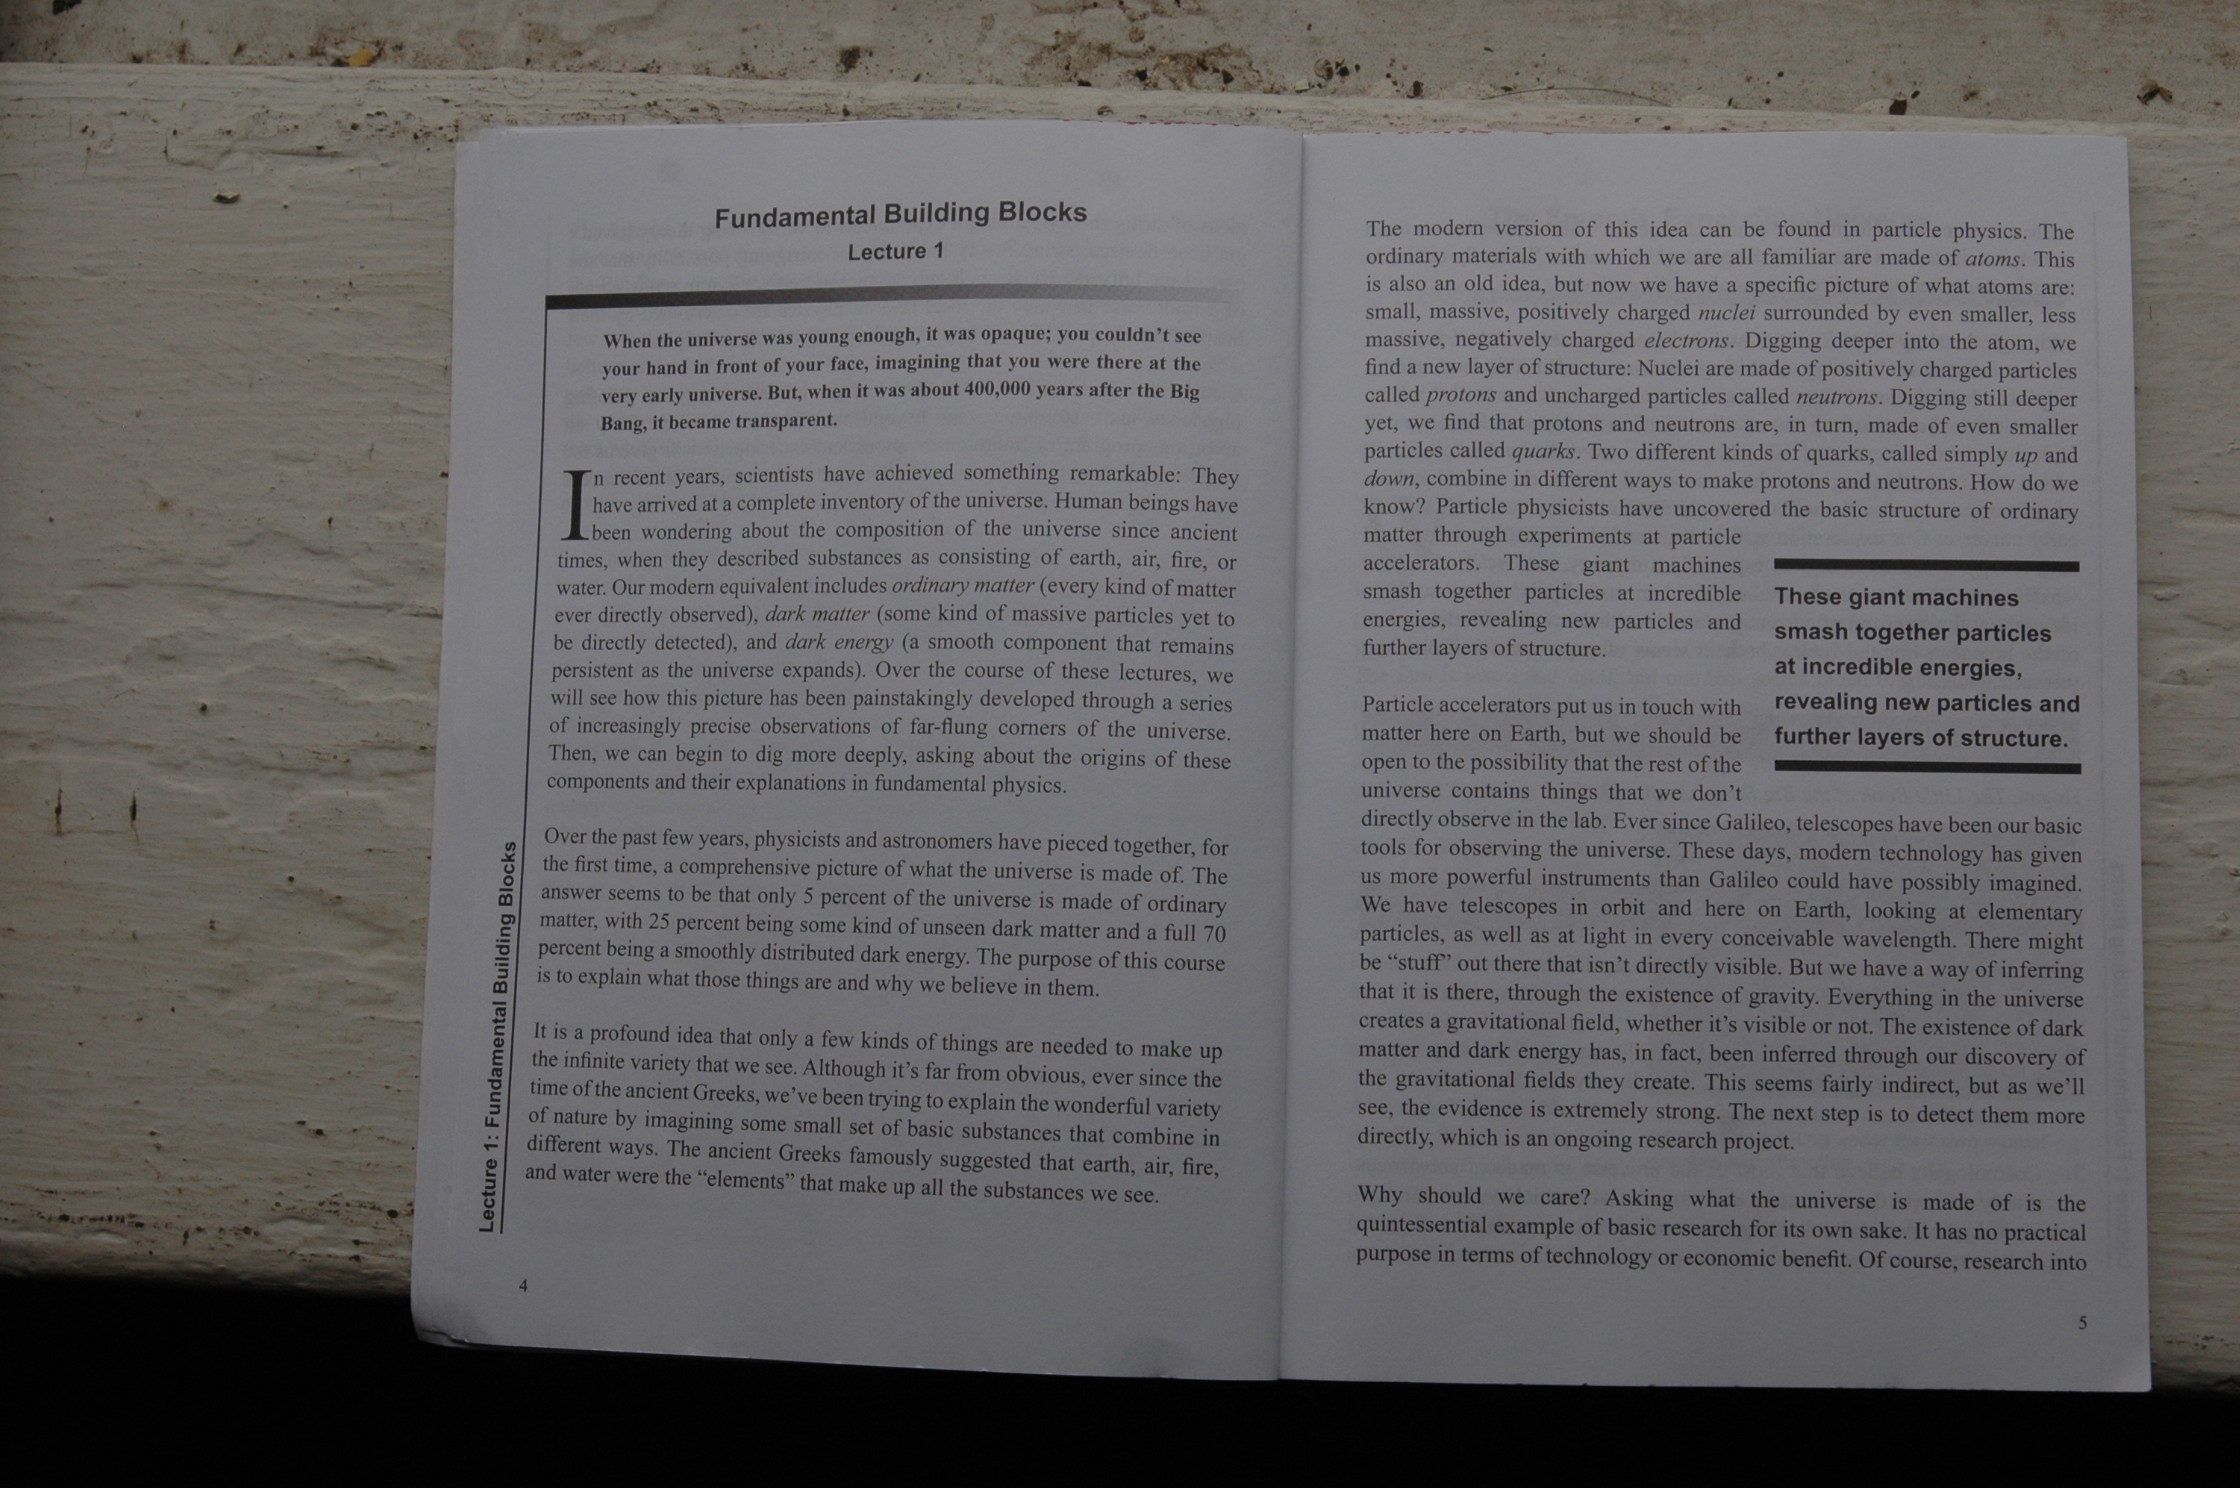 Fundamental Building Blocks
Lecture 1
When the universe was young enough, it was opaque; you couldn't see
your hand in front of your face, imagining that you were there at the
very early universe. But, when it was about 400,000 years after the Big
Bang, it became transparent.
In recent years, scientists have achieved something remarkable: They
have arrived at a complete inventory of the universe. Human beings have
been wondering about the composition of the universe since ancient
times, when they described substances as consisting of earth, air, fire, or
water. Our modern equivalent includes ordinary matter (every kind of matter
ever directly observed), dark matter (some kind of massive particles yet to
be directly detected), and dark energy (a smooth component that remains
persistent as the universe expands). Over the course of these lectures, we
will see how this picture has been painstakingly developed through a series
of increasingly precise observations of far-flung corners of the universe.
Then, we can begin to dig more deeply, asking about the origins of these
components and their explanations in fundamental physics.
Over the past few years, physicists and astronomers have pieced together, for
the first time, a comprehensive picture of what the universe is made of. The
answer seems to be that only 5 percent of the universe is made of ordinary
matter, with 25 percent being some kind of unseen dark matter and a full 70
percent being a smoothly distributed dark energy. The purpose of this course
is to explain what those things are and why we believe in them.
It is a profound idea that only a few kinds of things are needed to make up
the infinite variety that we see. Although it's far from obvious, ever since the
time of the ancient Greeks, we've been trying to explain the wonderful variety
of nature by imagining some small set of basic substances that combine in
different ways. The ancient Greeks famously suggested that earth, air, fire,
and water were the "elements" that make up all the substances we see.
Lecture 1: Fundamental Building Blocks
4
The modern version of this idea can be found in particle physics. The
ordinary materials with which we are all familiar are made of atoms. This
is also an old idea, but now we have a specific picture of what atoms are:
small, massive, positively charged nuclei surrounded by even smaller, less
massive, negatively charged electrons. Digging deeper into the atom, we
find a new layer of structure: Nuclei are made of positively charged particles
called protons and uncharged particles called neutrons. Digging still deeper
yet, we find that protons and neutrons are, in turn, made of even smaller
particles called quarks. Two different kinds of quarks, called simply up and
down, combine in different ways to make protons and neutrons. How do we
know? Particle physicists have uncovered the basic structure of ordinary
matter through experiments at particle
accelerators. These giant machines
smash together particles at incredible
energies, revealing new particles and
further layers of structure.
These giant machines
smash together particles
at incredible energies,
revealing new particles and
further layers of structure.
Particle accelerators put us in touch with
matter here on Earth, but we should be
open to the possibility that the rest of the
universe contains things that we don't
directly observe in the lab. Ever since Galileo, telescopes have been our basic
tools for observing the universe. These days, modern technology has given
us more powerful instruments than Galileo could have possibly imagined.
We have telescopes in orbit and here on Earth, looking at elementary
particles, as well as at light in every conceivable wavelength. There might
be "stuff" out there that isn't directly visible. But we have a way of inferring
that it is there, through the existence of gravity. Everything in the universe
creates a gravitational field, whether it's visible or not. The existence of dark
matter and dark energy has, in fact, been inferred through our discovery of
the gravitational fields they create. This seems fairly indirect, but as we'll
see, the evidence is extremely strong. The next step is to detect them more
directly, which is an ongoing research project.
Why should we care? Asking what the universe is made of is the
quintessential example of basic research for its own sake. It has no practical
purpose in terms of technology or economic benefit. Of course, research into
5